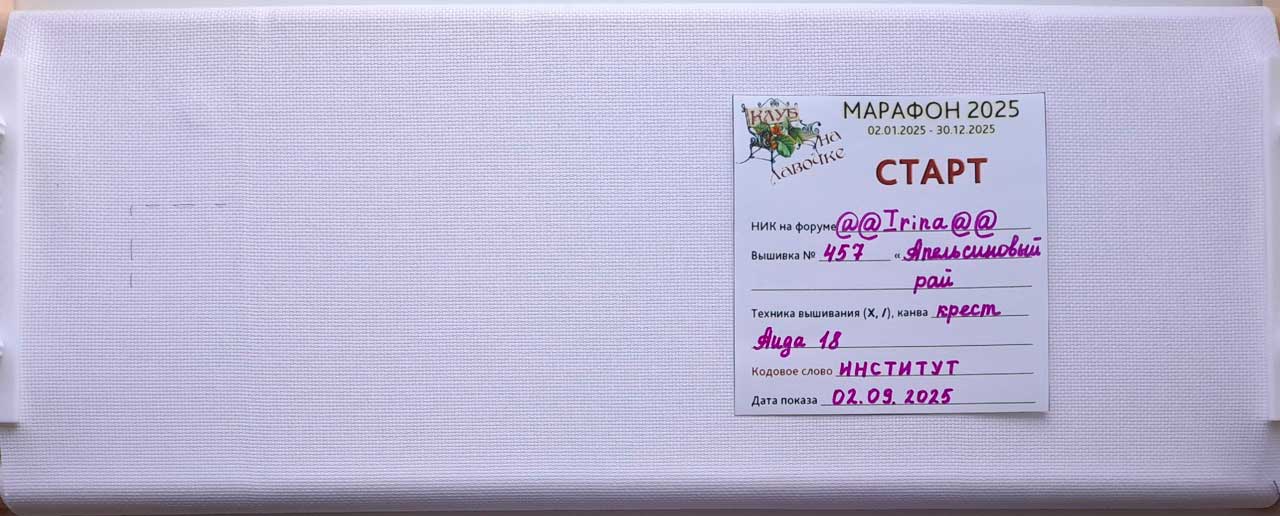 КЛУБ
на
лавочке
МАРАФОН 2025
02.01.2025 - 30.12.2025
СТАРТ
НИК на форуме @@Irina@@
Вышивка № 457 « Апельсиновый
рай
Техника вышивания (X, /), канва крест
Аида 18
Кодовое слово ИНСТИТУТ
Дата показа 02.09.2025